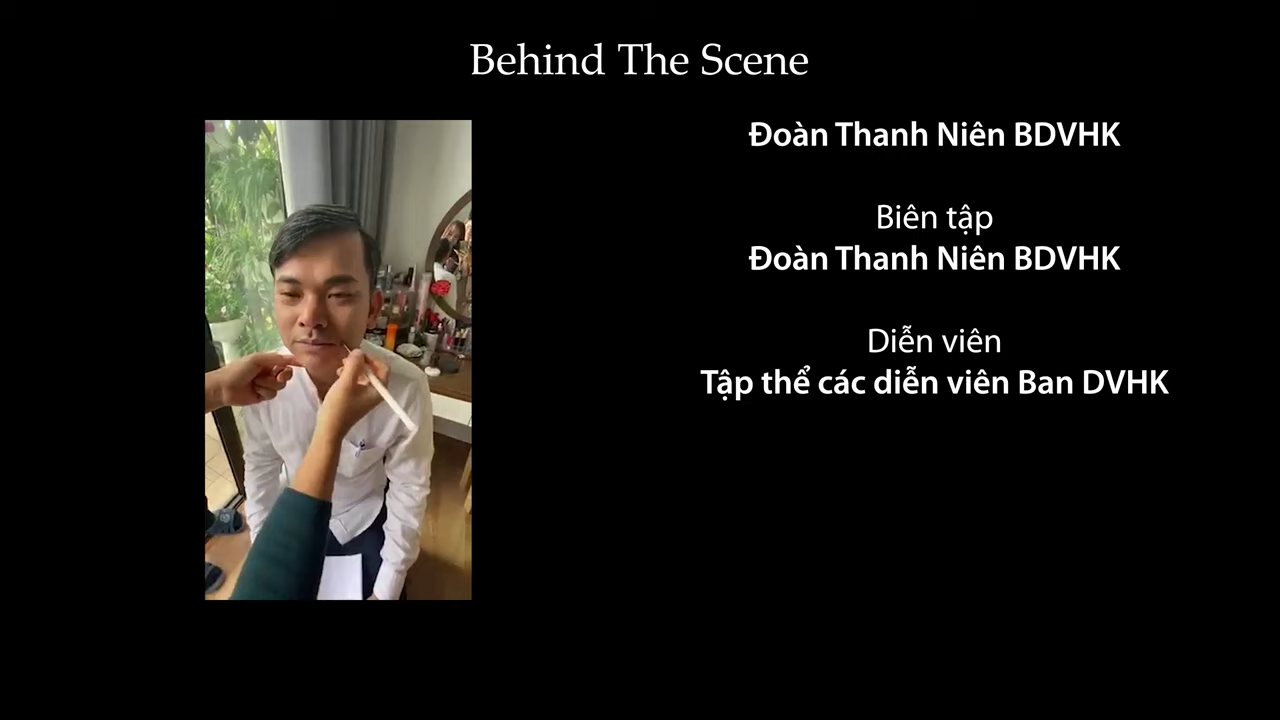 Behind The Scene
Đoàn Thanh Niên BDVHK
Biên tập
Đoàn Thanh Niên BDVHK
Diễn viên
Tập thể các diễn viên Ban DVHK